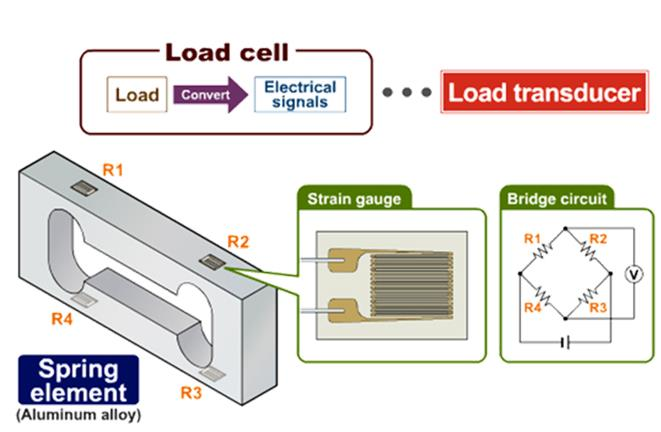 Load cell
Load
Convert
Electrical
signals
Load transducer
R1
R2
R4
R3
Spring
element
(Aluminum alloy)
Strain gauge
Bridge circuit
R1
R2
V
R4
R3